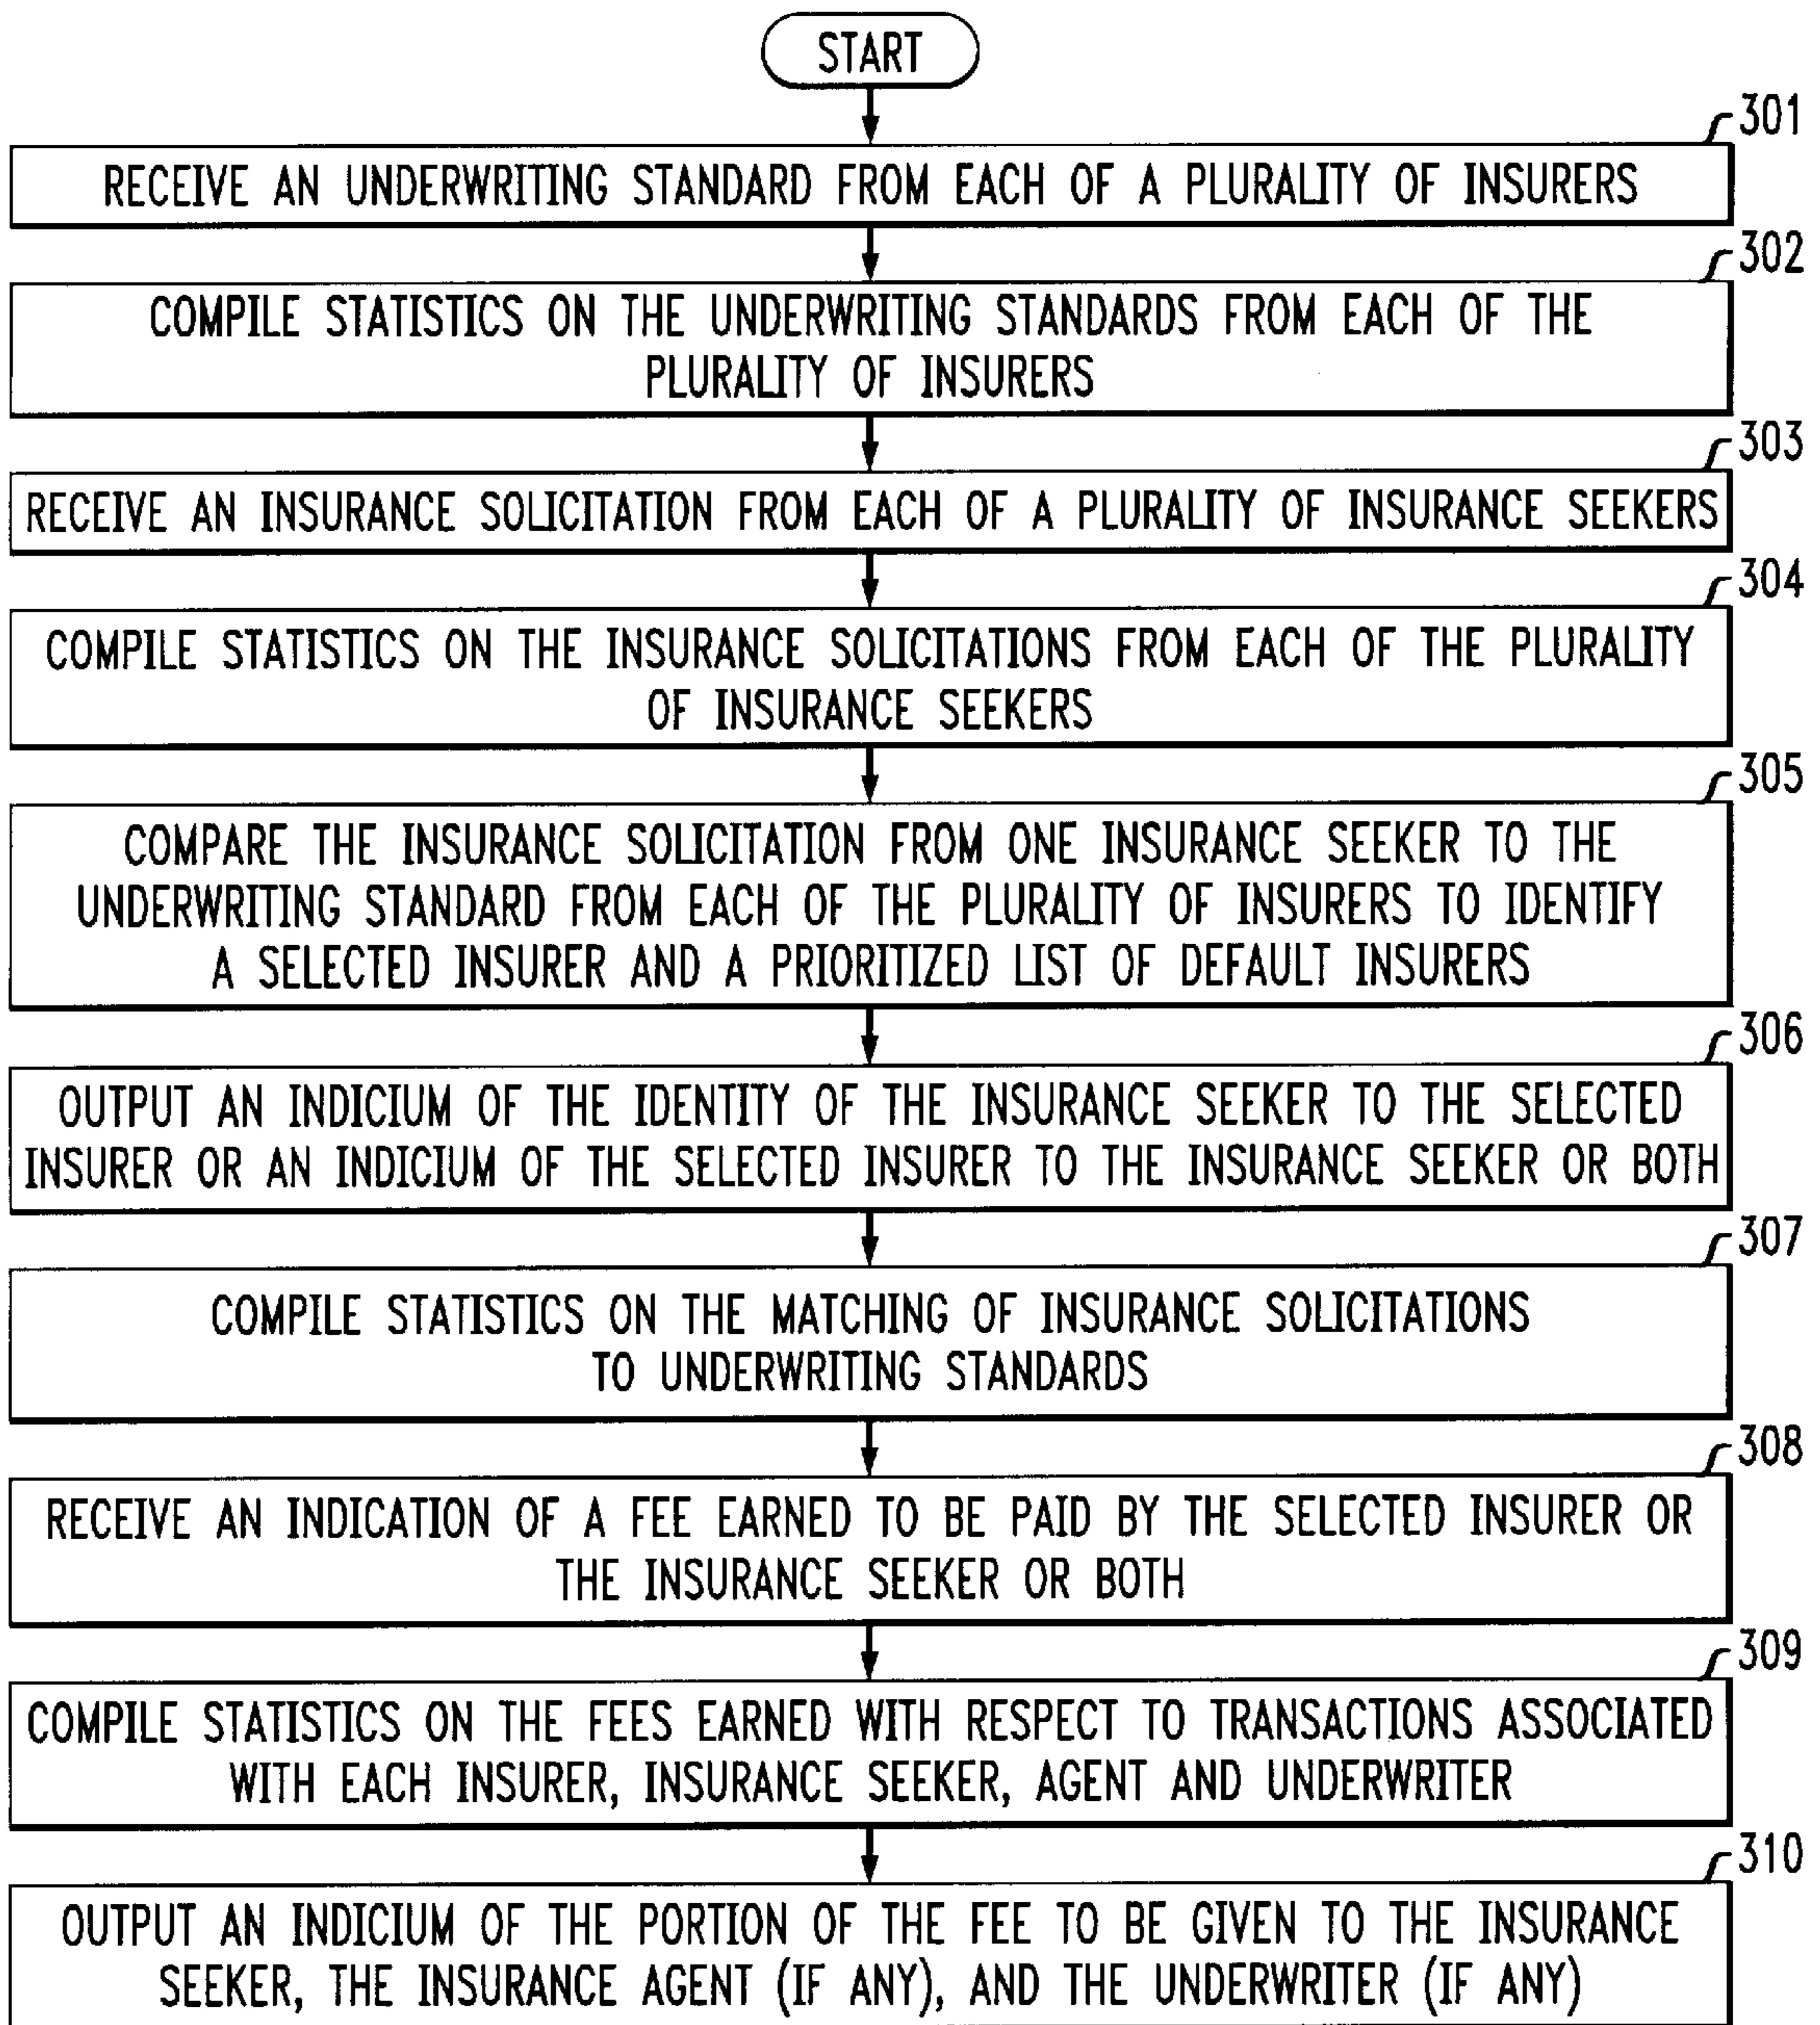 START
301
RECEIVE AN UNDERWRITING STANDARD FROM EACH OF A PLURALITY OF INSURERS
302
COMPILE STATISTICS ON THE UNDERWRITING STANDARDS FROM EACH OF THE
PLURALITY OF INSURERS
303
RECEIVE AN INSURANCE SOLICITATION FROM EACH OF A PLURALITY OF INSURANCE SEEKERS
304
COMPILE STATISTICS ON THE INSURANCE SOLICITATIONS FROM EACH OF THE PLURALITY
OF INSURANCE SEEKERS
305
COMPARE THE INSURANCE SOLICITATION FROM ONE INSURANCE SEEKER TO THE
UNDERWRITING STANDARD FROM EACH OF THE PLURALITY OF INSURERS TO IDENTIFY
A SELECTED INSURER AND A PRIORITIZED LIST OF DEFAULT INSURERS
306
OUTPUT AN INDICIUM OF THE IDENTITY OF THE INSURANCE SEEKER TO THE SELECTED
INSURER OR AN INDICIUM OF THE SELECTED INSURER TO THE INSURANCE SEEKER OR BOTH
307
COMPILE STATISTICS ON THE MATCHING OF INSURANCE SOLICITATIONS
TO UNDERWRITING STANDARDS
308
RECEIVE AN INDICATION OF A FEE EARNED TO BE PAID BY THE SELECTED INSURER OR
THE INSURANCE SEEKER OR BOTH
309
COMPILE STATISTICS ON THE FEES EARNED WITH RESPECT TO TRANSACTIONS ASSOCIATED
WITH EACH INSURER, INSURANCE SEEKER, AGENT AND UNDERWRITER
310
OUTPUT AN INDICIUM OF THE PORTION OF THE FEE TO BE GIVEN TO THE INSURANCE
SEEKER, THE INSURANCE AGENT (IF ANY), AND THE UNDERWRITER (IF ANY)